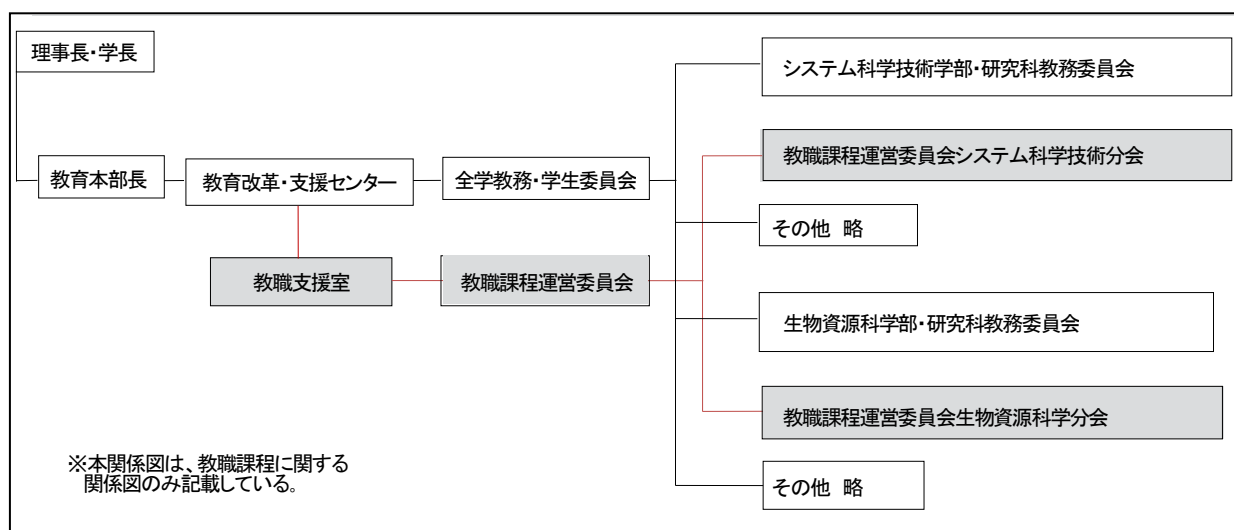 理事長・学長
システム科学技術学部・研究科教務委員会
教職課程運営委員会システム科学技術分会
教育本部長
教育改革・支援センター
全学教務・学生委員会
その他 略
教職支援室
教職課程運営委員会
生物資源科学部・研究科教務委員会
教職課程運営委員会生物資源科学分会
※本関係図は、教職課程に関する
関係図のみ記載している。
その他 略